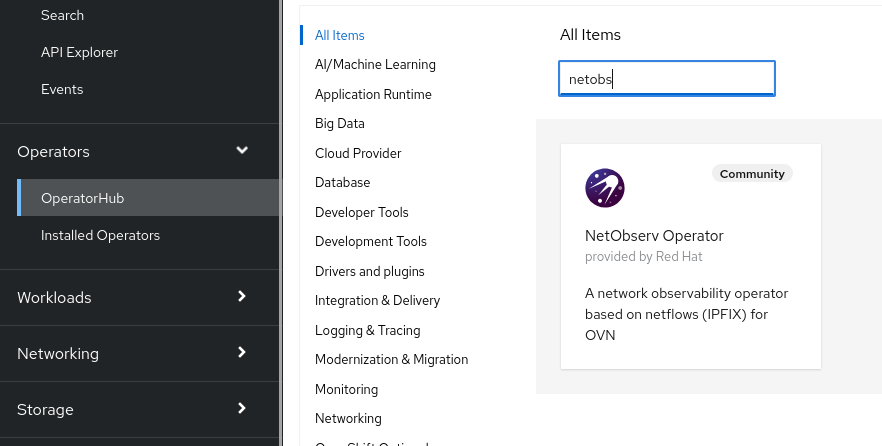 Search
API Explorer
Events
Operators
OperatorHub
Installed Operators
Workloads
Networking
Storage
All Items
AI/Machine Learning
Application Runtime
Big Data
Cloud Provider
Database
Developer Tools
Development Tools
Drivers and plugins
Integration & Delivery
Logging & Tracing
Modernization & Migration
Monitoring
Networking
All Items
netobs
Community
NetObserv Operator
provided by Red Hat
A network observability operator
based on netflows (IPFIX) for
OVN